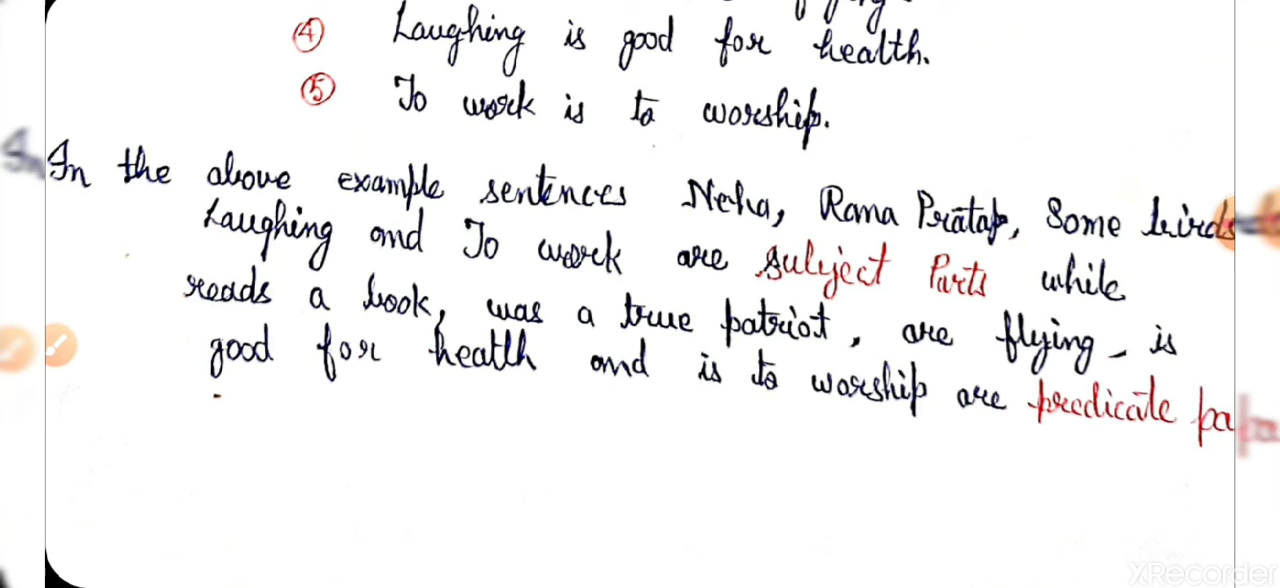 ④ Laughing is good for health.
⑤ To work is to worship.
In the above example sentences Neha, Rana Pratap, Some birds
Laughing and To work are subject Parts while
reads a book, was a true patriot, are flying - is
good for health and is to worship are predicate pa
XRecorder